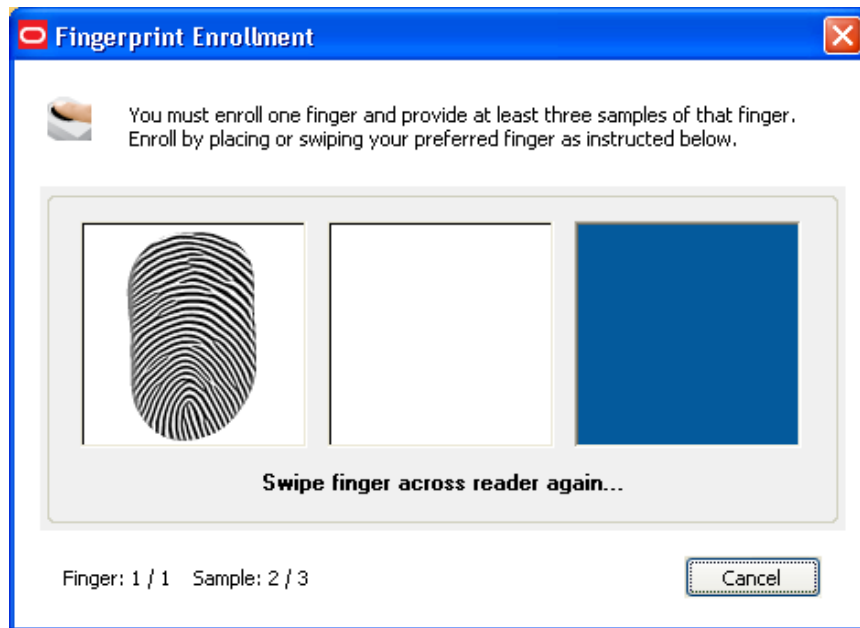 Fingerprint Enrollment
You must enroll one finger and provide at least three samples of that finger.
Enroll by placing or swiping your preferred finger as instructed below.
Swipe finger across reader again...
Finger: 1 / 1 Sample: 2 / 3
Cancel